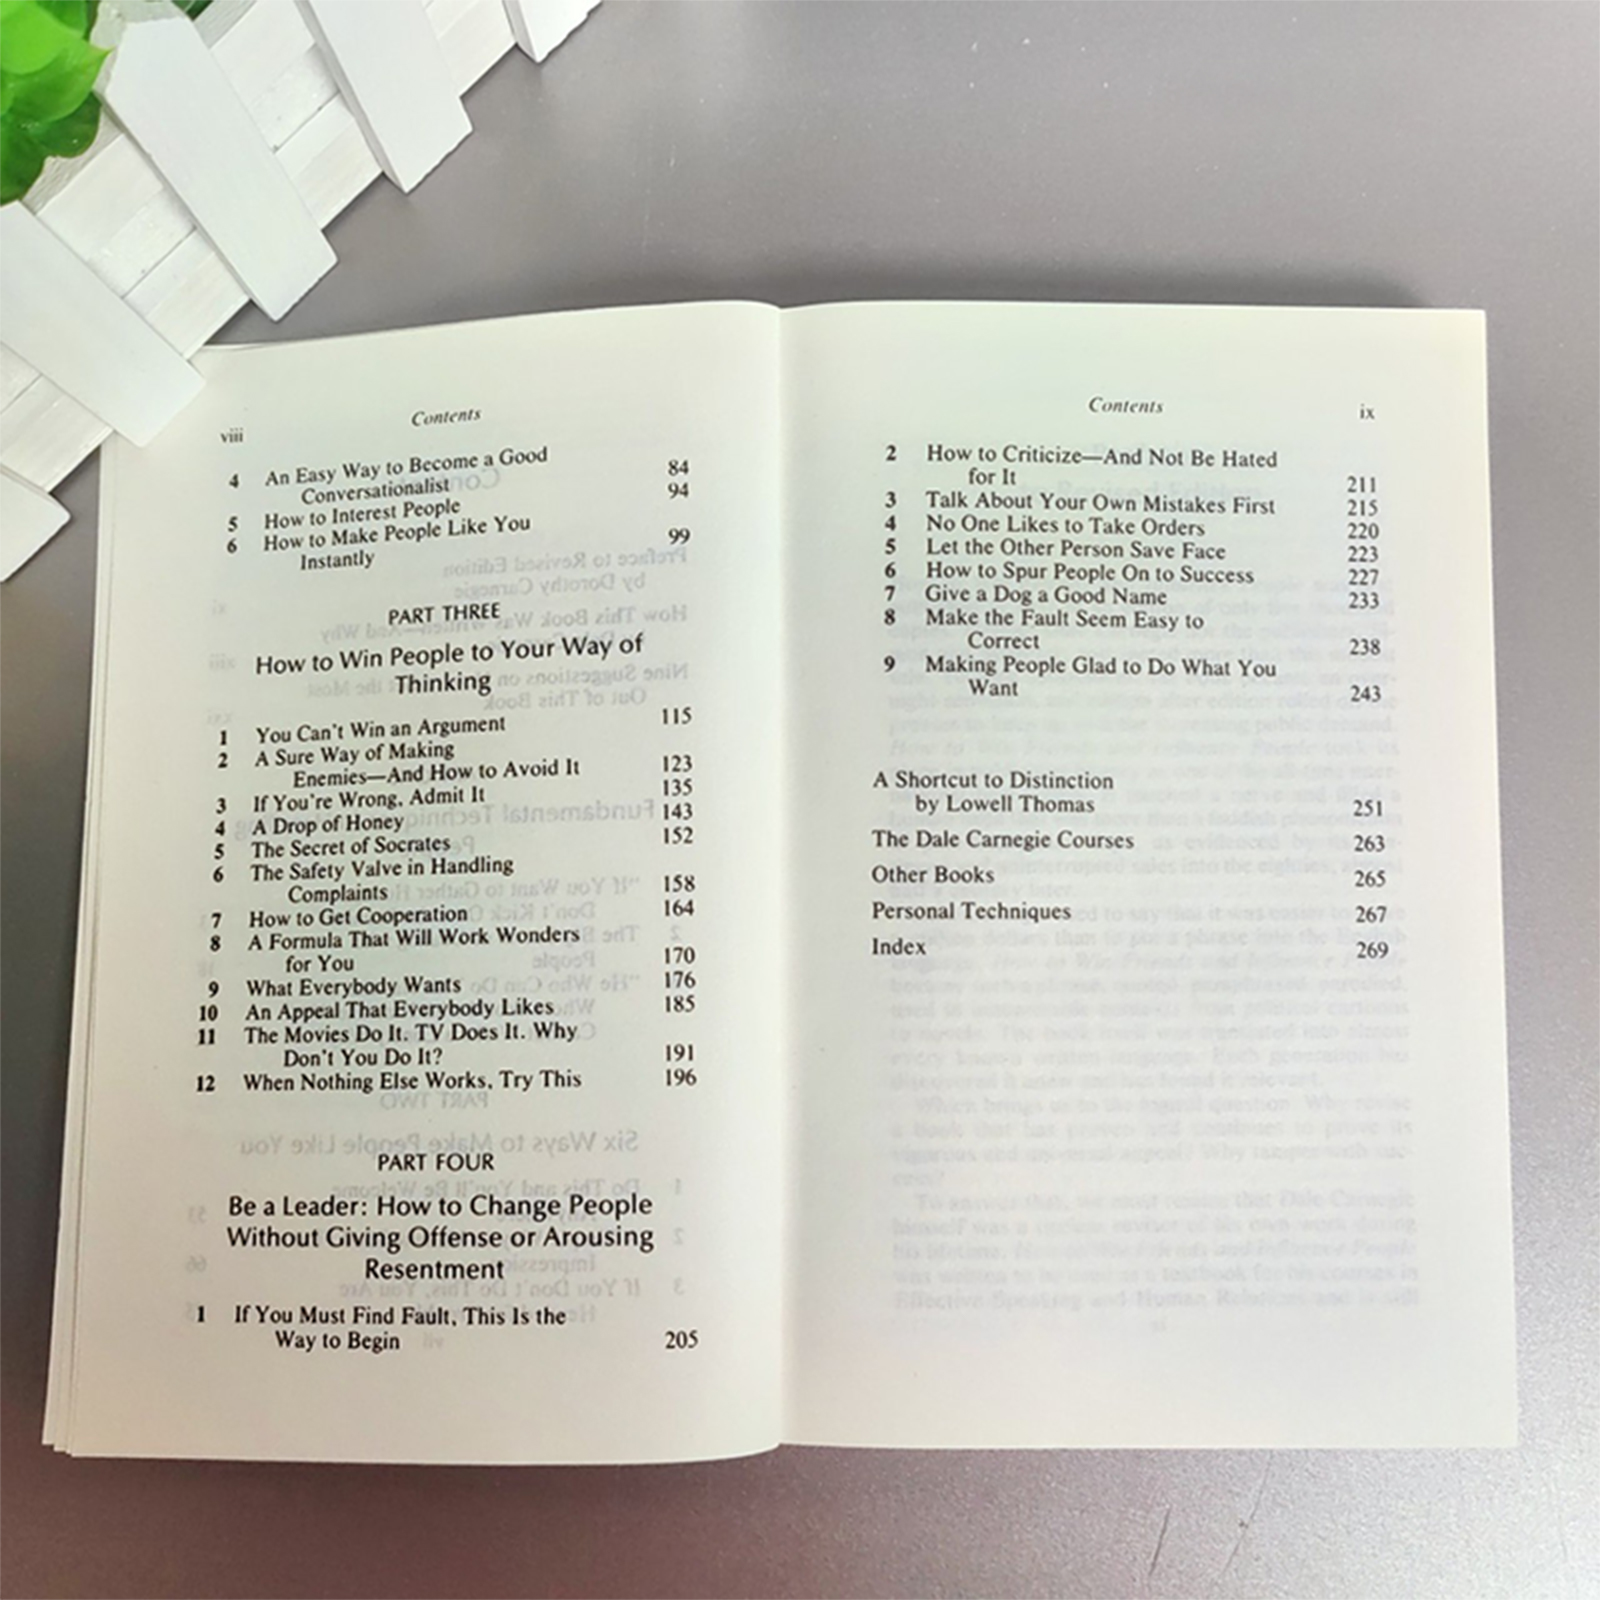 viii
Contents
4 An Easy Way to Become a Good
Conversationalist 84
5 How to Interest People 94
6 How to Make People Like You
Instantly 99
PART THREE
How to Win People to Your Way of
Thinking
1 You Can't Win an Argument 115
2 A Sure Way of Making
Enemies—And How to Avoid It 123
3 If You're Wrong, Admit It 135
4 A Drop of Honey 143
5 The Secret of Socrates 152
6 The Safety Valve in Handling
Complaints 158
7 How to Get Cooperation 164
8 A Formula That Will Work Wonders
for You 170
9 What Everybody Wants 176
10 An Appeal That Everybody Likes 185
11 The Movies Do It. TV Does It. Why
Don't You Do It? 191
12 When Nothing Else Works, Try This 196
PART FOUR
Be a Leader: How to Change People
Without Giving Offense or Arousing
Resentment
1 If You Must Find Fault, This Is the
Way to Begin 205
Contents ix
2 How to Criticize—And Not Be Hated
for It 211
3 Talk About Your Own Mistakes First 215
4 No One Likes to Take Orders 220
5 Let the Other Person Save Face 223
6 How to Spur People On to Success 227
7 Give a Dog a Good Name 233
8 Make the Fault Seem Easy to
Correct 238
9 Making People Glad to Do What You
Want 243
A Shortcut to Distinction
by Lowell Thomas 251
The Dale Carnegie Courses 263
Other Books 265
Personal Techniques 267
Index 269